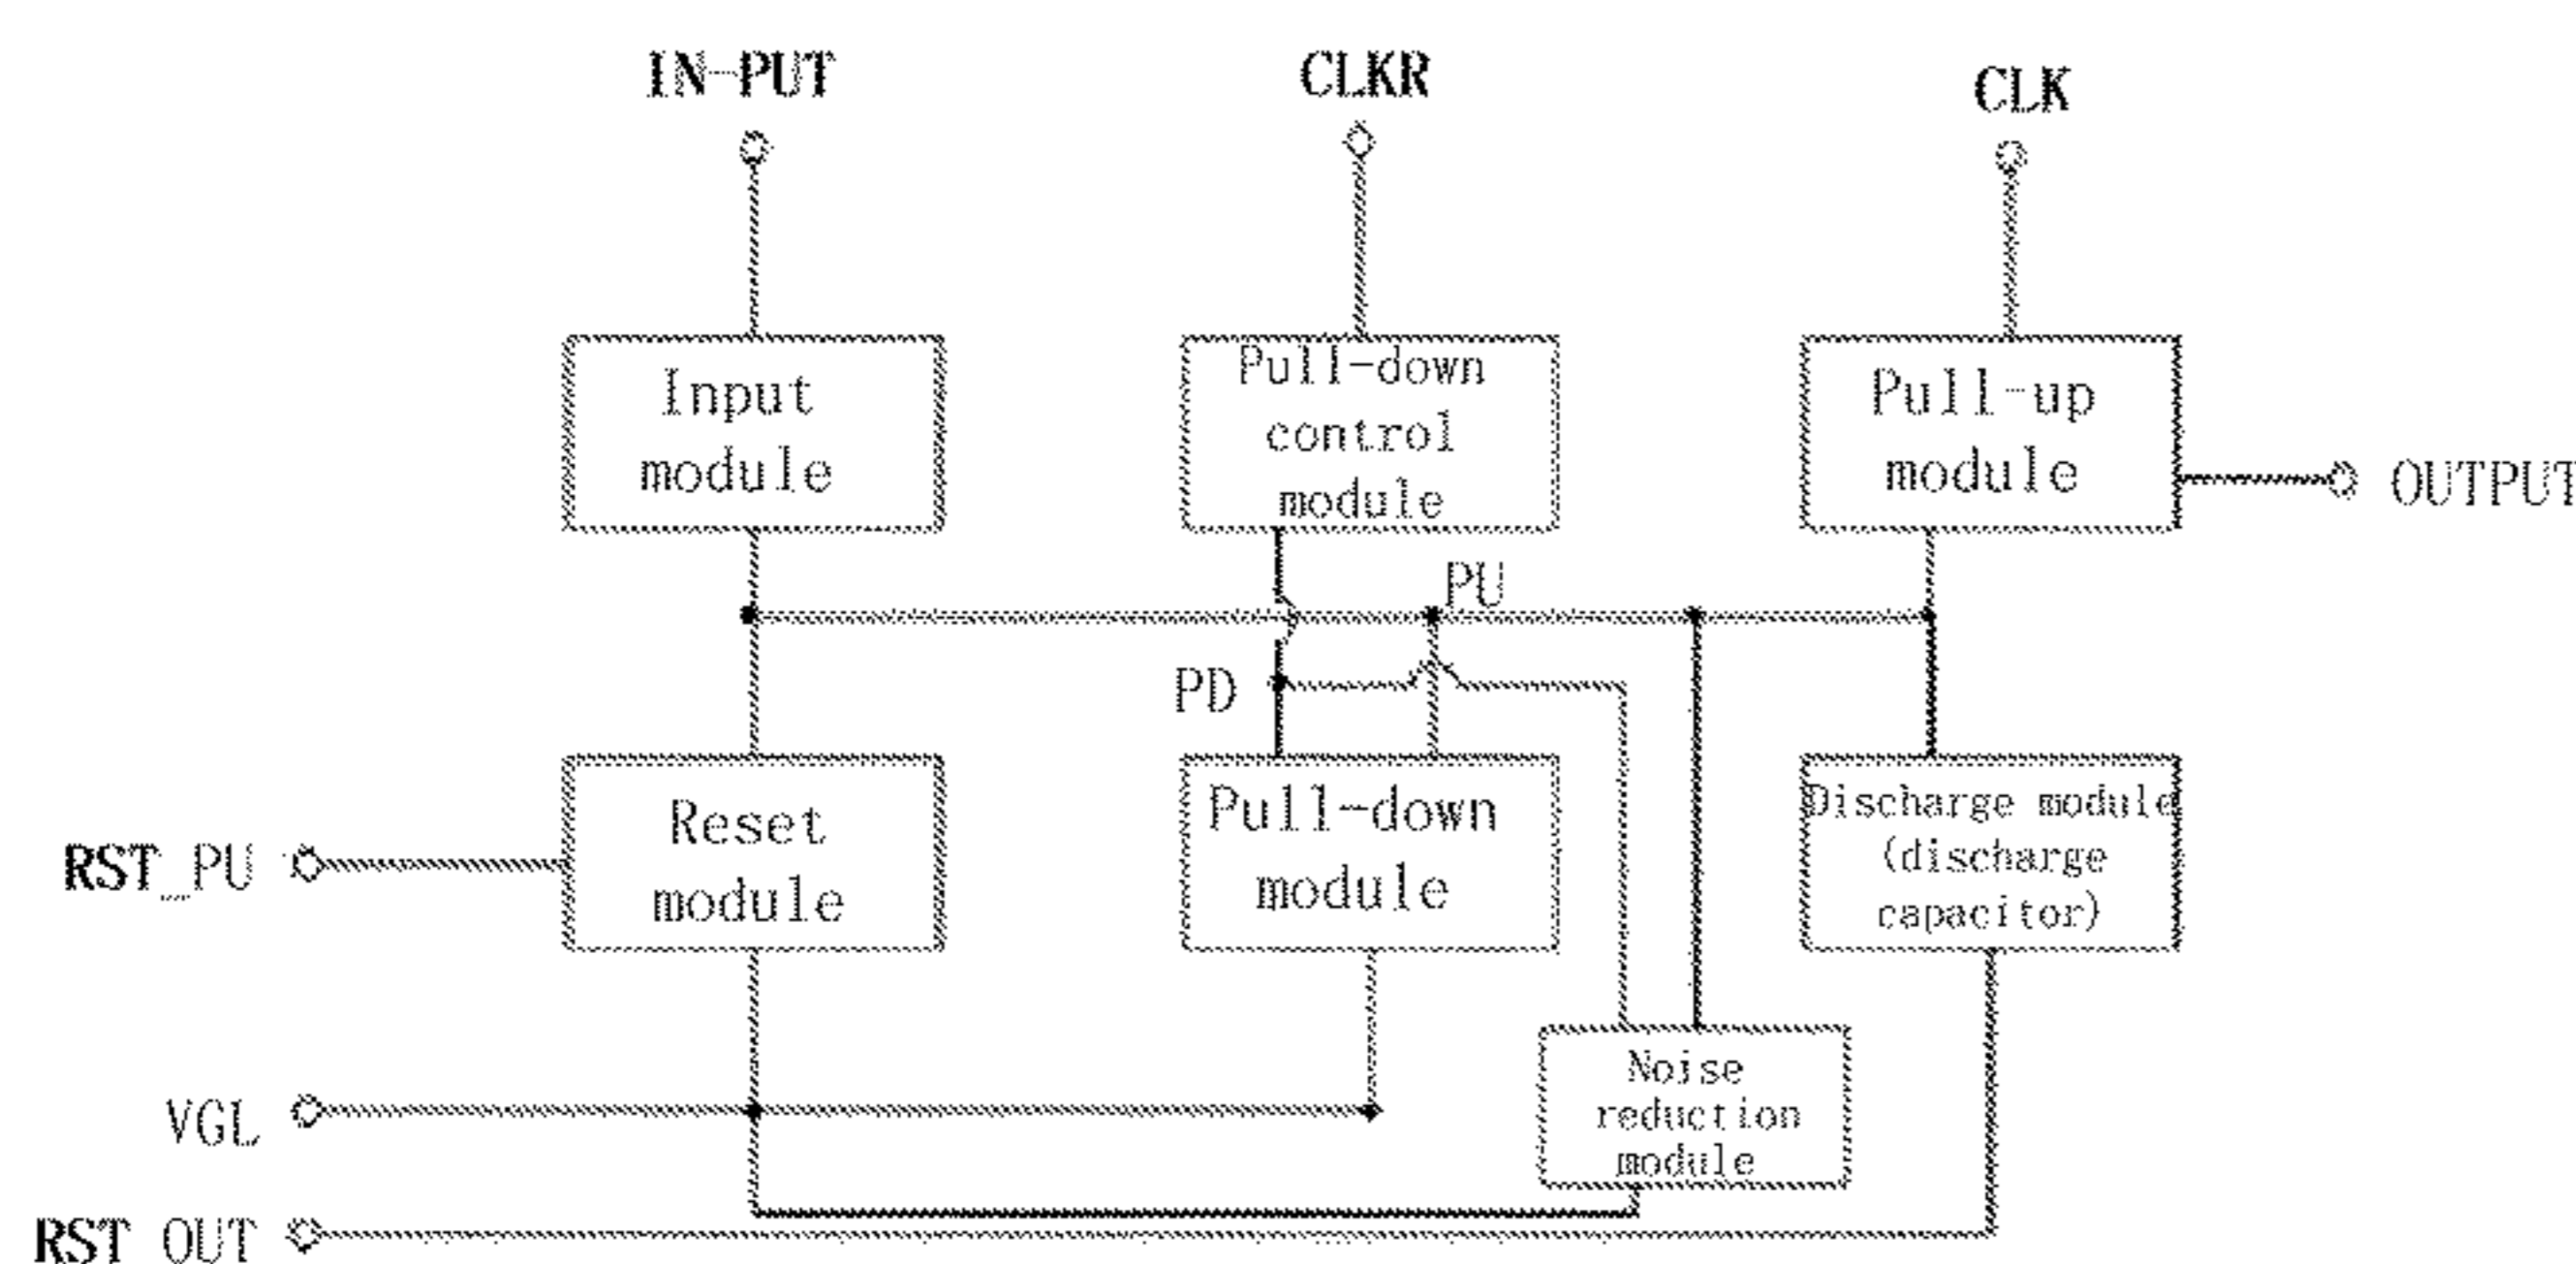 IN-PUT
CLKR
CLK
Input
module
Pull-down
control
module
Pull-up
module
OUTPUT
PU
PD
Reset
module
Pull-down
module
Discharge module
(discharge
capacitor)
RST_PU
Noise
reduction
module
VGL
RST OUT